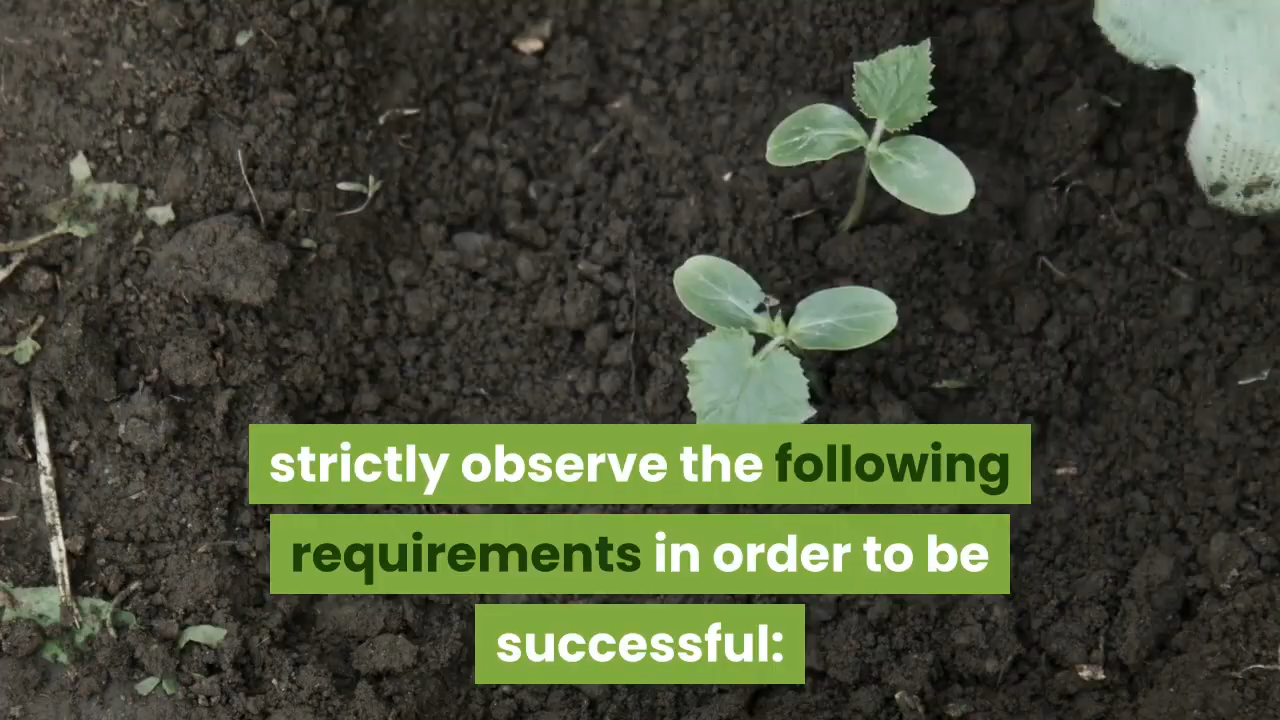 strictly observe the following
requirements in order to be
successful: